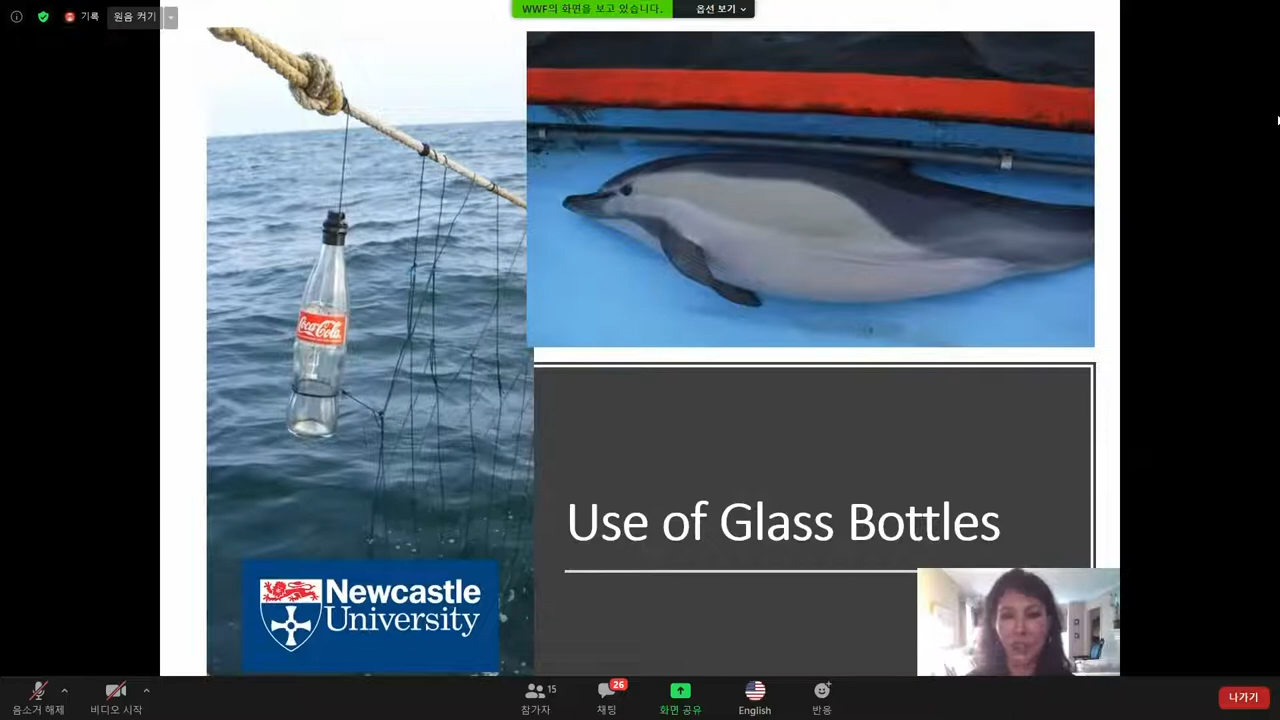 기록
원음 켜기
WWF의 화면을 보고 있습니다.
옵션 보기
Coca-Cola
Use of Glass Bottles
Newcastle
University
음소거 해제
비디오 시작
15
참가자
26
채팅
화면 공유
English
반응
나가기